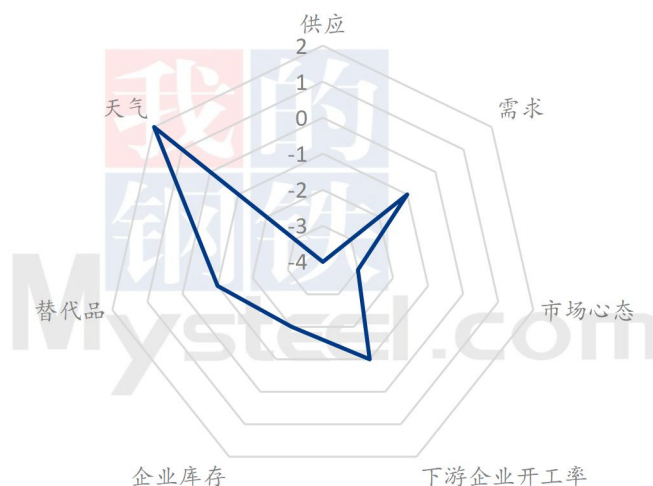 供应
2
1
0
-1
-2
-3
-4
天气
需求
替代品
市场心态
企业库存
下游企业开工率
我的
钢铁
Mysteel.com